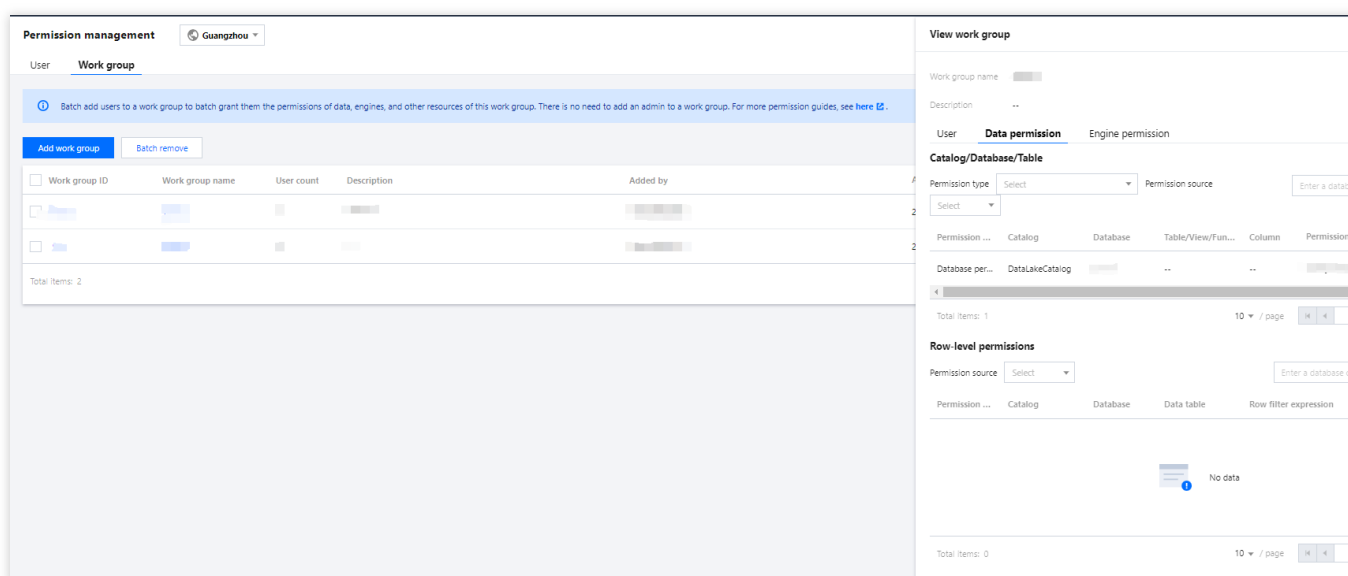 Permission management
Guangzhou
User
Work group
Batch add users to a work group to batch grant them the permissions of data, engines, and other resources of this work group. There is no need to add an admin to a work group. For more permission guides, see here .
Add work group
Batch remove
Work group ID
Work group name
User count
Description
Added by
Total items: 2
View work group
Work group name
Description
--
User
Data permission
Engine permission
Catalog/Database/Table
Permission type
Select
Permission source
Enter a datab
Select
Permission ...
Catalog
Database
Table/View/Fun...
Column
Permission
Database per...
DataLakeCatalog
--
--
Total items: 1
10 / page
Row-level permissions
Permission source
Select
Enter a database
Permission ...
Catalog
Database
Data table
Row filter expression
No data
Total items: 0
10 / page